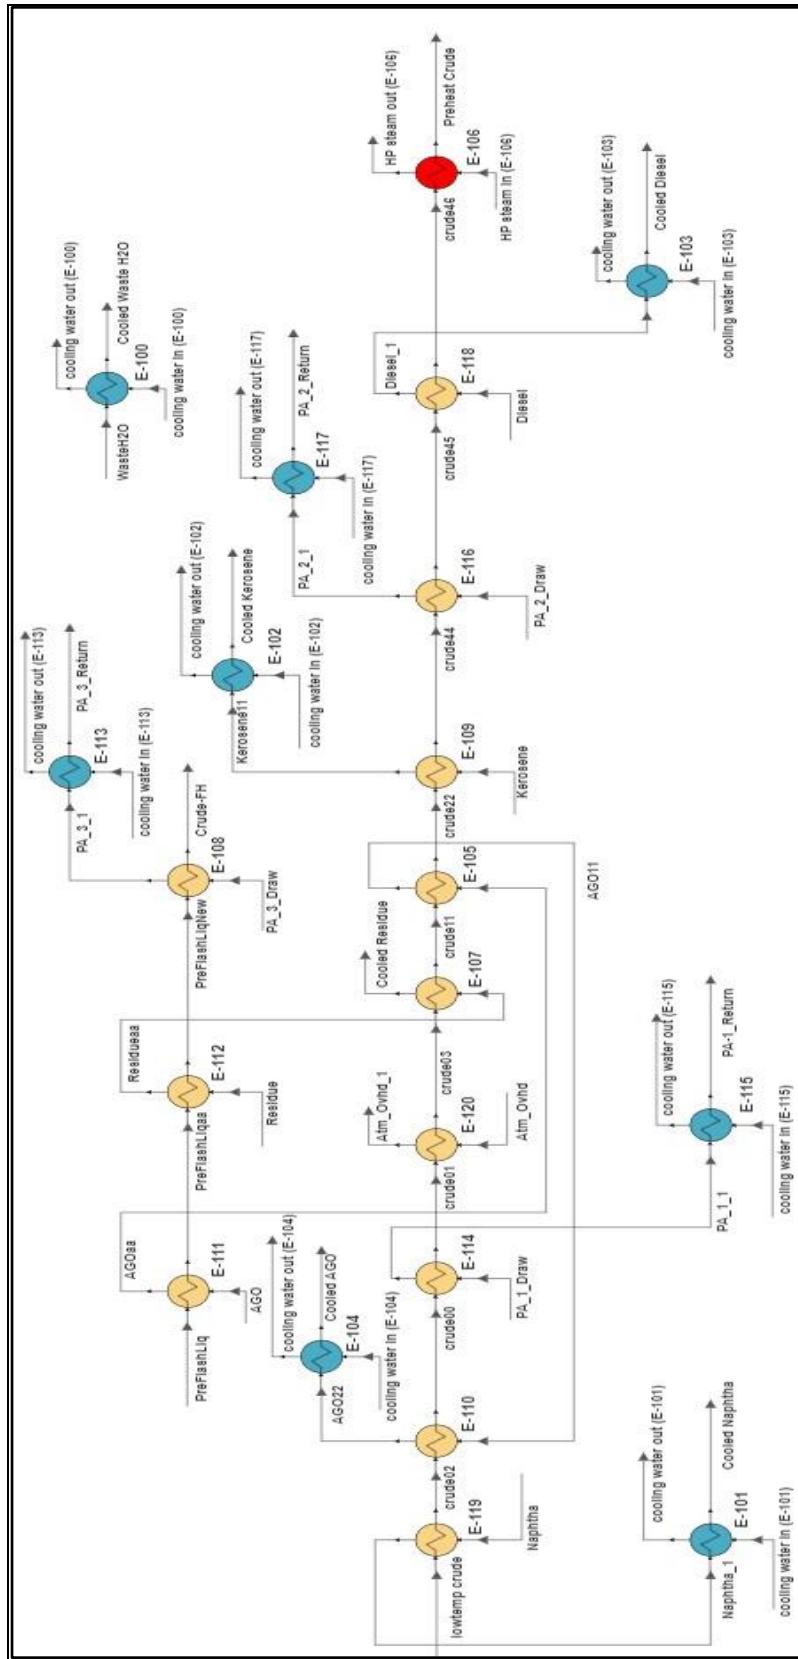 HP steam out (E-106)
Preheat Crude
E-106
crude46
HP steam in (E-106)
cooling water out (E-103)
Cooled Diesel
E-103
cooling water in (E-103)
cooling water out (E-100)
Cooled Waste H2O
E-100
WasteH2O
cooling water in (E-100)
Diesel_1
E-118
Diesel
crude45
cooling water out (E-117)
PA_2_Return
E-117
PA_2_1
cooling water in (E-117)
E-116
PA_2_Draw
crude44
cooling water out (E-102)
Cooled Kerosene
E-102
Kerosene11
cooling water in (E-102)
E-109
Kerosene
crude22
cooling water out (E-113)
PA_3_Return
E-113
PA_3_1
cooling water in (E-113)
Crude-FH
E-108
PA_3_Draw
PreFlashLiqNew
E-105
AGO11
crude11
Cooled Residue
E-107
crude03
Residueaa
E-112
Residue
PreFlashLiqaa
Atm_Ovhd_1
E-120
Atm_Ovhd
crude01
cooling water out (E-115)
PA-1_Return
E-115
PA_1_1
cooling water in (E-115)
AGOaa
E-111
AGO
PreFlashLiq
E-114
PA_1_Draw
crude00
cooling water out (E-104)
Cooled AGO
E-104
AGO22
cooling water in (E-104)
E-110
crude02
E-119
Naphtha
lowtemp crude
cooling water out (E-101)
Cooled Naphtha
E-101
Naphtha_1
cooling water in (E-101)